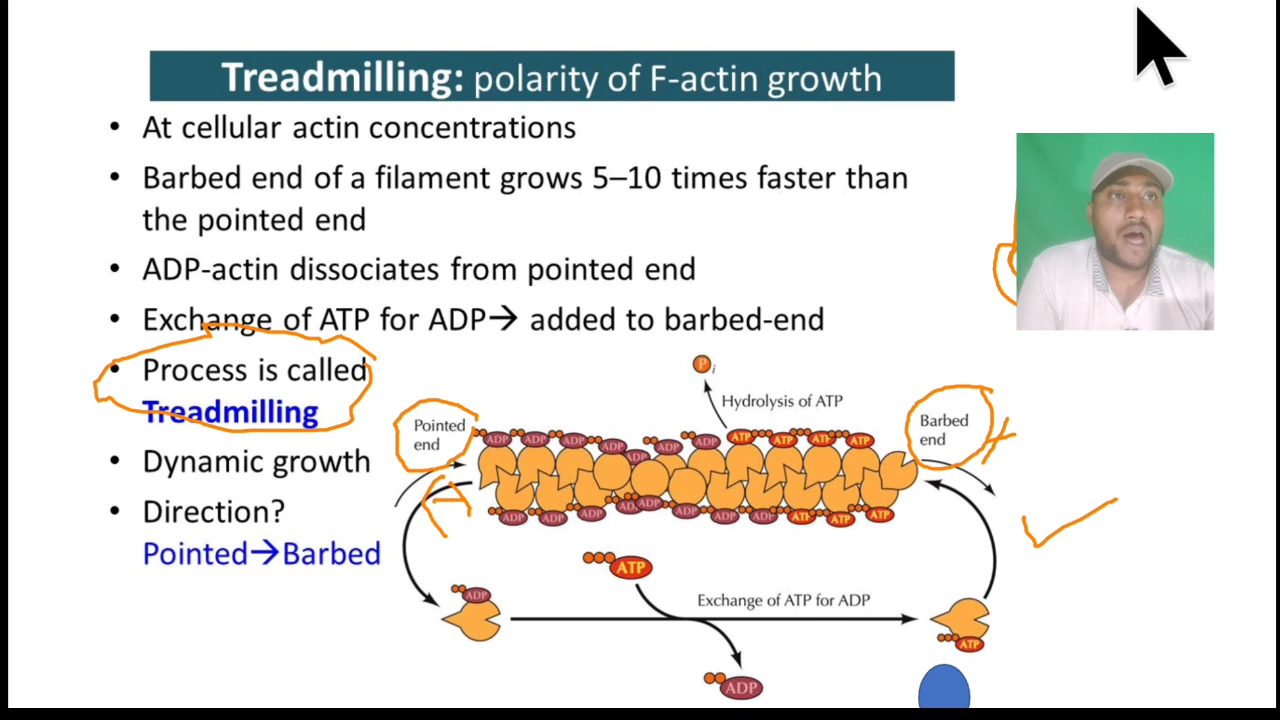 Treadmilling: polarity of F-actin growth
• At cellular actin concentrations
• Barbed end of a filament grows 5–10 times faster than
the pointed end
• ADP-actin dissociates from pointed end
• Exchange of ATP for ADP→ added to barbed-end
• Process is called
Treadmilling
• Dynamic growth
• Direction?
Pointed→Barbed
Pi
Hydrolysis of ATP
Pointed
end
Barbed
end
ADP ADP ADP ADP ADP ADP ADP ATP ATP ATP ATP
ADP ADP ADP ADP ADP ADP ADP ADP ATP ATP ATP
ATP
ADP
Exchange of ATP for ADP
ATP
ADP